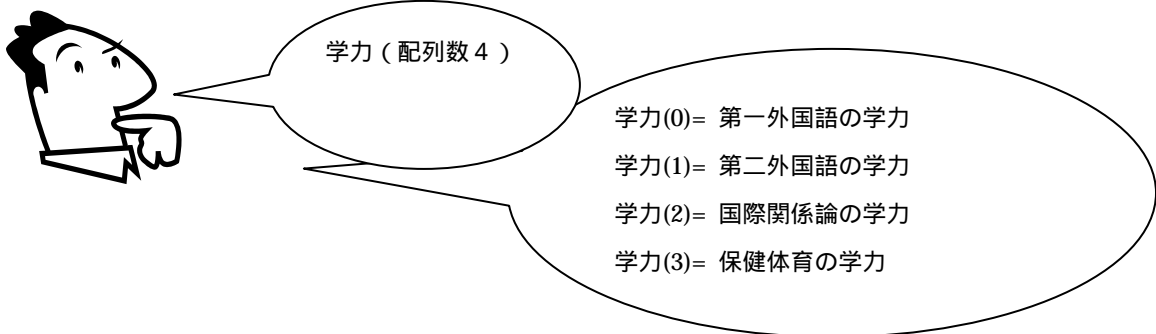 学力（配列数４）
学力(0)= 第一外国語の学力
学力(1)= 第二外国語の学力
学力(2)= 国際関係論の学力
学力(3)= 保健体育の学力